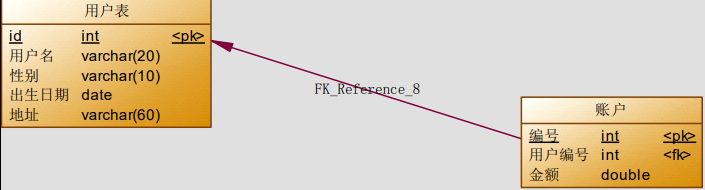 用户表
id int <pk>
用户名 varchar(20)
性别 varchar(10)
出生日期 date
地址 varchar(60)
FK_Reference_8
账户
编号 int <pk>
用户编号 int <fk>
金额 double